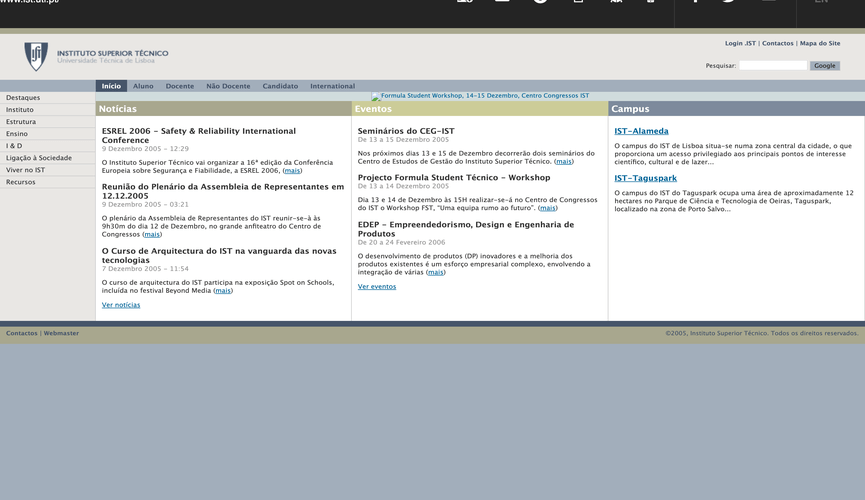 INSTITUTO SUPERIOR TÉCNICO
Universidade Técnica de Lisboa
Login .IST | Contactos | Mapa do Site
Pesquisar:
Google
Início Aluno Docente Não Docente Candidato International
Destaques
Instituto
Estrutura
Ensino
I & D
Ligação à Sociedade
Viver no IST
Recursos
Formula Student Workshop, 14-15 Dezembro, Centro Congressos IST
Notícias
ESREL 2006 – Safety & Reliability International
Conference
9 Dezembro 2005 – 12:29
O Instituto Superior Técnico vai organizar a 16ª edição da Conferência
Europeia sobre Segurança e Fiabilidade, a ESREL 2006, (mais)
Reunião do Plenário da Assembleia de Representantes em
12.12.2005
9 Dezembro 2005 – 03:21
O plenário da Assembleia de Representantes do IST reunir-se-à às
9h30m do dia 12 de Dezembro, no grande anfiteatro do Centro de
Congressos (mais)
O Curso de Arquitectura do IST na vanguarda das novas
tecnologias
7 Dezembro 2005 – 11:54
O curso de arquitectura do IST participa na exposição Spot on Schools,
incluída no festival Beyond Media (mais)
Ver notícias
Eventos
Seminários do CEG-IST
De 13 a 15 Dezembro 2005
Nos próximos dias 13 e 15 de Dezembro decorrerão dois seminários do
Centro de Estudos de Gestão do Instituto Superior Técnico. (mais)
Projecto Formula Student Técnico – Workshop
De 13 a 14 Dezembro 2005
Dia 13 e 14 de Dezembro às 15H realizar-se-á no Centro de Congressos
do IST o Workshop FST, "Uma equipa rumo ao futuro". (mais)
EDEP – Empreendedorismo, Design e Engenharia de
Produtos
De 20 a 24 Fevereiro 2006
O desenvolvimento de produtos (DP) inovadores e a melhoria dos
produtos existentes é um esforço empresarial complexo, envolvendo a
integração de várias (mais)
Ver eventos
Campus
IST-Alameda
O campus do IST de Lisboa situa-se numa zona central da cidade, o que
proporciona um acesso privilegiado aos principais pontos de interesse
científico, cultural e de lazer...
IST-Taguspark
O campus do IST do Taguspark ocupa uma área de aproximadamente 12
hectares no Parque de Ciência e Tecnologia de Oeiras, Taguspark,
localizado na zona de Porto Salvo...
Contactos | Webmaster
©2005, Instituto Superior Técnico. Todos os direitos reservados.